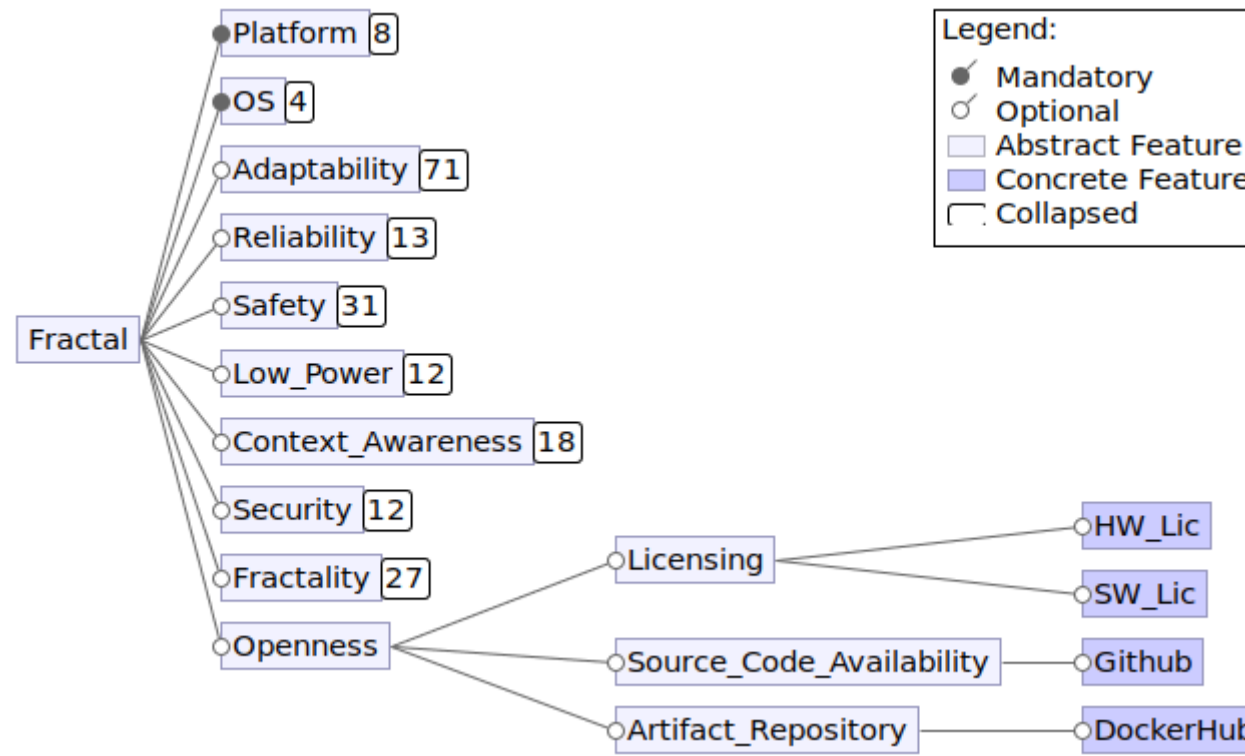 Platform 8
OS 4
Adaptability 71
Reliability 13
Safety 31
Fractal
Low_Power 12
Context_Awareness 18
Security 12
Fractality 27
Openness
Licensing
Source_Code_Availability
Artifact_Repository
HW_Lic
SW_Lic
Github
DockerHub
Legend:
Mandatory
Optional
Abstract Feature
Concrete Feature
Collapsed